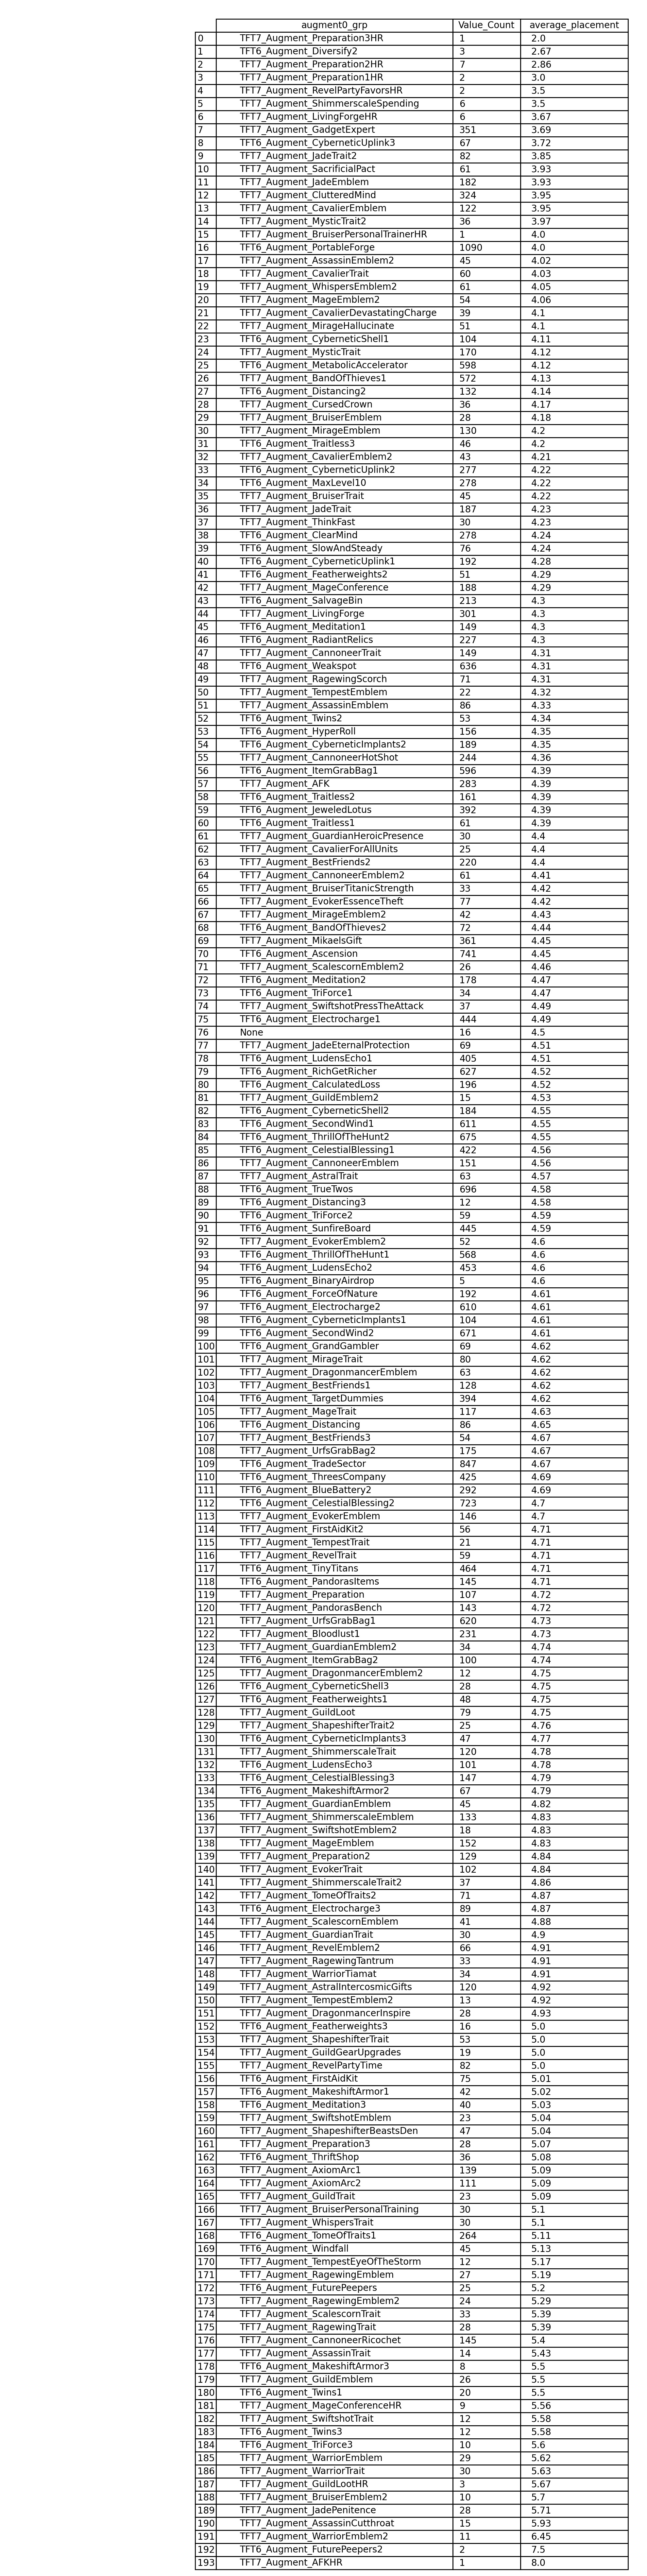 augment0_grp Value_Count average_placement
0 TFT7_Augment_Preparation3HR 1 2.0
1 TFT6_Augment_Diversify2 3 2.67
2 TFT7_Augment_Preparation2HR 7 2.86
3 TFT7_Augment_Preparation1HR 2 3.0
4 TFT7_Augment_RevelPartyFavorsHR 2 3.5
5 TFT7_Augment_ShimmerscaleSpending 6 3.5
6 TFT7_Augment_LivingForgeHR 6 3.67
7 TFT7_Augment_GadgetExpert 351 3.69
8 TFT6_Augment_CyberneticUplink3 67 3.72
9 TFT7_Augment_JadeTrait2 82 3.85
10 TFT7_Augment_SacrificialPact 61 3.93
11 TFT7_Augment_JadeEmblem 182 3.93
12 TFT7_Augment_ClutteredMind 324 3.95
13 TFT7_Augment_CavalierEmblem 122 3.95
14 TFT7_Augment_MysticTrait2 36 3.97
15 TFT7_Augment_BruiserPersonalTrainerHR 1 4.0
16 TFT6_Augment_PortableForge 1090 4.0
17 TFT7_Augment_AssassinEmblem2 45 4.02
18 TFT7_Augment_CavalierTrait 60 4.03
19 TFT7_Augment_WhispersEmblem2 61 4.05
20 TFT7_Augment_MageEmblem2 54 4.06
21 TFT7_Augment_CavalierDevastatingCharge 39 4.1
22 TFT7_Augment_MirageHallucinate 51 4.1
23 TFT6_Augment_CyberneticShell1 104 4.11
24 TFT7_Augment_MysticTrait 170 4.12
25 TFT6_Augment_MetabolicAccelerator 598 4.12
26 TFT7_Augment_BandOfThieves1 572 4.13
27 TFT6_Augment_Distancing2 132 4.14
28 TFT7_Augment_CursedCrown 36 4.17
29 TFT7_Augment_BruiserEmblem 28 4.18
30 TFT7_Augment_MirageEmblem 130 4.2
31 TFT6_Augment_Traitless3 46 4.2
32 TFT7_Augment_CavalierEmblem2 43 4.21
33 TFT6_Augment_CyberneticUplink2 277 4.22
34 TFT7_Augment_MaxLevel10 278 4.22
35 TFT7_Augment_BruiserTrait 45 4.22
36 TFT7_Augment_JadeTrait 187 4.23
37 TFT7_Augment_ThinkFast 30 4.23
38 TFT6_Augment_ClearMind 278 4.24
39 TFT6_Augment_SlowAndSteady 76 4.24
40 TFT6_Augment_CyberneticUplink1 192 4.28
41 TFT6_Augment_Featherweights2 51 4.29
42 TFT7_Augment_MageConference 188 4.29
43 TFT6_Augment_SalvageBin 213 4.3
44 TFT7_Augment_LivingForge 301 4.3
45 TFT6_Augment_Meditation1 149 4.3
46 TFT6_Augment_RadiantRelics 227 4.3
47 TFT7_Augment_CannoneerTrait 149 4.31
48 TFT6_Augment_Weakspot 636 4.31
49 TFT7_Augment_RagewingScorch 71 4.31
50 TFT7_Augment_TempestEmblem 22 4.32
51 TFT7_Augment_AssassinEmblem 86 4.33
52 TFT6_Augment_Twins2 53 4.34
53 TFT6_Augment_HyperRoll 156 4.35
54 TFT6_Augment_CyberneticImplants2 189 4.35
55 TFT7_Augment_CannoneerHotShot 244 4.36
56 TFT6_Augment_ItemGrabBag1 596 4.39
57 TFT7_Augment_AFK 283 4.39
58 TFT6_Augment_Traitless2 161 4.39
59 TFT6_Augment_JeweledLotus 392 4.39
60 TFT6_Augment_Traitless1 61 4.39
61 TFT7_Augment_GuardianHeroicPresence 30 4.4
62 TFT7_Augment_CavalierForAllUnits 25 4.4
63 TFT7_Augment_BestFriends2 220 4.4
64 TFT7_Augment_CannoneerEmblem2 61 4.41
65 TFT7_Augment_BruiserTitanicStrength 33 4.42
66 TFT7_Augment_EvokerEssenceTheft 77 4.42
67 TFT7_Augment_MirageEmblem2 42 4.43
68 TFT6_Augment_BandOfThieves2 72 4.44
69 TFT7_Augment_MikaelsGift 361 4.45
70 TFT6_Augment_Ascension 741 4.45
71 TFT7_Augment_ScalescornEmblem2 26 4.46
72 TFT6_Augment_Meditation2 178 4.47
73 TFT6_Augment_TriForce1 34 4.47
74 TFT7_Augment_SwiftshotPressTheAttack 37 4.49
75 TFT6_Augment_Electrocharge1 444 4.49
76 None 16 4.5
77 TFT7_Augment_JadeEternalProtection 69 4.51
78 TFT6_Augment_LudensEcho1 405 4.51
79 TFT6_Augment_RichGetRicher 627 4.52
80 TFT6_Augment_CalculatedLoss 196 4.52
81 TFT7_Augment_GuildEmblem2 15 4.53
82 TFT6_Augment_CyberneticShell2 184 4.55
83 TFT6_Augment_SecondWind1 611 4.55
84 TFT6_Augment_ThrillOfTheHunt2 675 4.55
85 TFT6_Augment_CelestialBlessing1 422 4.56
86 TFT7_Augment_CannoneerEmblem 151 4.56
87 TFT7_Augment_AstralTrait 63 4.57
88 TFT6_Augment_TrueTwos 696 4.58
89 TFT6_Augment_Distancing3 12 4.58
90 TFT6_Augment_TriForce2 59 4.59
91 TFT6_Augment_SunfireBoard 445 4.59
92 TFT7_Augment_EvokerEmblem2 52 4.6
93 TFT6_Augment_ThrillOfTheHunt1 568 4.6
94 TFT6_Augment_LudensEcho2 453 4.6
95 TFT6_Augment_BinaryAirdrop 5 4.6
96 TFT6_Augment_ForceOfNature 192 4.61
97 TFT6_Augment_Electrocharge2 610 4.61
98 TFT6_Augment_CyberneticImplants1 104 4.61
99 TFT6_Augment_SecondWind2 671 4.61
100 TFT6_Augment_GrandGambler 69 4.62
101 TFT7_Augment_MirageTrait 80 4.62
102 TFT7_Augment_DragonmancerEmblem 63 4.62
103 TFT7_Augment_BestFriends1 128 4.62
104 TFT6_Augment_TargetDummies 394 4.62
105 TFT7_Augment_MageTrait 117 4.63
106 TFT6_Augment_Distancing 86 4.65
107 TFT7_Augment_BestFriends3 54 4.67
108 TFT7_Augment_UrfsGrabBag2 175 4.67
109 TFT6_Augment_TradeSector 847 4.67
110 TFT6_Augment_ThreesCompany 425 4.69
111 TFT6_Augment_BlueBattery2 292 4.69
112 TFT6_Augment_CelestialBlessing2 723 4.7
113 TFT7_Augment_EvokerEmblem 146 4.7
114 TFT7_Augment_FirstAidKit2 56 4.71
115 TFT7_Augment_TempestTrait 21 4.71
116 TFT7_Augment_RevelTrait 59 4.71
117 TFT6_Augment_TinyTitans 464 4.71
118 TFT6_Augment_PandorasItems 145 4.71
119 TFT7_Augment_Preparation 107 4.72
120 TFT7_Augment_PandorasBench 143 4.72
121 TFT7_Augment_UrfsGrabBag1 620 4.73
122 TFT7_Augment_Bloodlust1 231 4.73
123 TFT7_Augment_GuardianEmblem2 34 4.74
124 TFT6_Augment_ItemGrabBag2 100 4.74
125 TFT7_Augment_DragonmancerEmblem2 12 4.75
126 TFT6_Augment_CyberneticShell3 28 4.75
127 TFT6_Augment_Featherweights1 48 4.75
128 TFT7_Augment_GuildLoot 79 4.75
129 TFT7_Augment_ShapeshifterTrait2 25 4.76
130 TFT6_Augment_CyberneticImplants3 47 4.77
131 TFT7_Augment_ShimmerscaleTrait 120 4.78
132 TFT6_Augment_LudensEcho3 101 4.78
133 TFT6_Augment_CelestialBlessing3 147 4.79
134 TFT6_Augment_MakeshiftArmor2 67 4.79
135 TFT7_Augment_GuardianEmblem 45 4.82
136 TFT7_Augment_ShimmerscaleEmblem 133 4.83
137 TFT7_Augment_SwiftshotEmblem2 18 4.83
138 TFT7_Augment_MageEmblem 152 4.83
139 TFT7_Augment_Preparation2 129 4.84
140 TFT7_Augment_EvokerTrait 102 4.84
141 TFT7_Augment_ShimmerscaleTrait2 37 4.86
142 TFT7_Augment_TomeOfTraits2 71 4.87
143 TFT6_Augment_Electrocharge3 89 4.87
144 TFT7_Augment_ScalescornEmblem 41 4.88
145 TFT7_Augment_GuardianTrait 30 4.9
146 TFT7_Augment_RevelEmblem2 66 4.91
147 TFT7_Augment_RagewingTantrum 33 4.91
148 TFT7_Augment_WarriorTiamat 34 4.91
149 TFT7_Augment_AstralIntercosmicGifts 120 4.92
150 TFT7_Augment_TempestEmblem2 13 4.92
151 TFT7_Augment_DragonmancerInspire 28 4.93
152 TFT6_Augment_Featherweights3 16 5.0
153 TFT7_Augment_ShapeshifterTrait 53 5.0
154 TFT7_Augment_GuildGearUpgrades 19 5.0
155 TFT7_Augment_RevelPartyTime 82 5.0
156 TFT6_Augment_FirstAidKit 75 5.01
157 TFT6_Augment_MakeshiftArmor1 42 5.02
158 TFT6_Augment_Meditation3 40 5.03
159 TFT7_Augment_SwiftshotEmblem 23 5.04
160 TFT7_Augment_ShapeshifterBeastsDen 47 5.04
161 TFT7_Augment_Preparation3 28 5.07
162 TFT6_Augment_ThriftShop 36 5.08
163 TFT7_Augment_AxiomArc1 139 5.09
164 TFT7_Augment_AxiomArc2 111 5.09
165 TFT7_Augment_GuildTrait 23 5.09
166 TFT7_Augment_BruiserPersonalTraining 30 5.1
167 TFT7_Augment_WhispersTrait 30 5.1
168 TFT6_Augment_TomeOfTraits1 264 5.11
169 TFT6_Augment_Windfall 45 5.13
170 TFT7_Augment_TempestEyeOfTheStorm 12 5.17
171 TFT7_Augment_RagewingEmblem 27 5.19
172 TFT6_Augment_FuturePeepers 25 5.2
173 TFT7_Augment_RagewingEmblem2 24 5.29
174 TFT7_Augment_ScalescornTrait 33 5.39
175 TFT7_Augment_RagewingTrait 28 5.39
176 TFT7_Augment_CannoneerRicochet 145 5.4
177 TFT7_Augment_AssassinTrait 14 5.43
178 TFT6_Augment_MakeshiftArmor3 8 5.5
179 TFT7_Augment_GuildEmblem 26 5.5
180 TFT6_Augment_Twins1 20 5.5
181 TFT7_Augment_MageConferenceHR 9 5.56
182 TFT7_Augment_SwiftshotTrait 12 5.58
183 TFT6_Augment_Twins3 12 5.58
184 TFT6_Augment_TriForce3 10 5.6
185 TFT7_Augment_WarriorEmblem 29 5.62
186 TFT7_Augment_WarriorTrait 30 5.63
187 TFT7_Augment_GuildLootHR 3 5.67
188 TFT7_Augment_BruiserEmblem2 10 5.7
189 TFT7_Augment_JadePenitence 28 5.71
190 TFT7_Augment_AssassinCutthroat 15 5.93
191 TFT7_Augment_WarriorEmblem2 11 6.45
192 TFT6_Augment_FuturePeepers2 2 7.5
193 TFT7_Augment_AFKHR 1 8.0